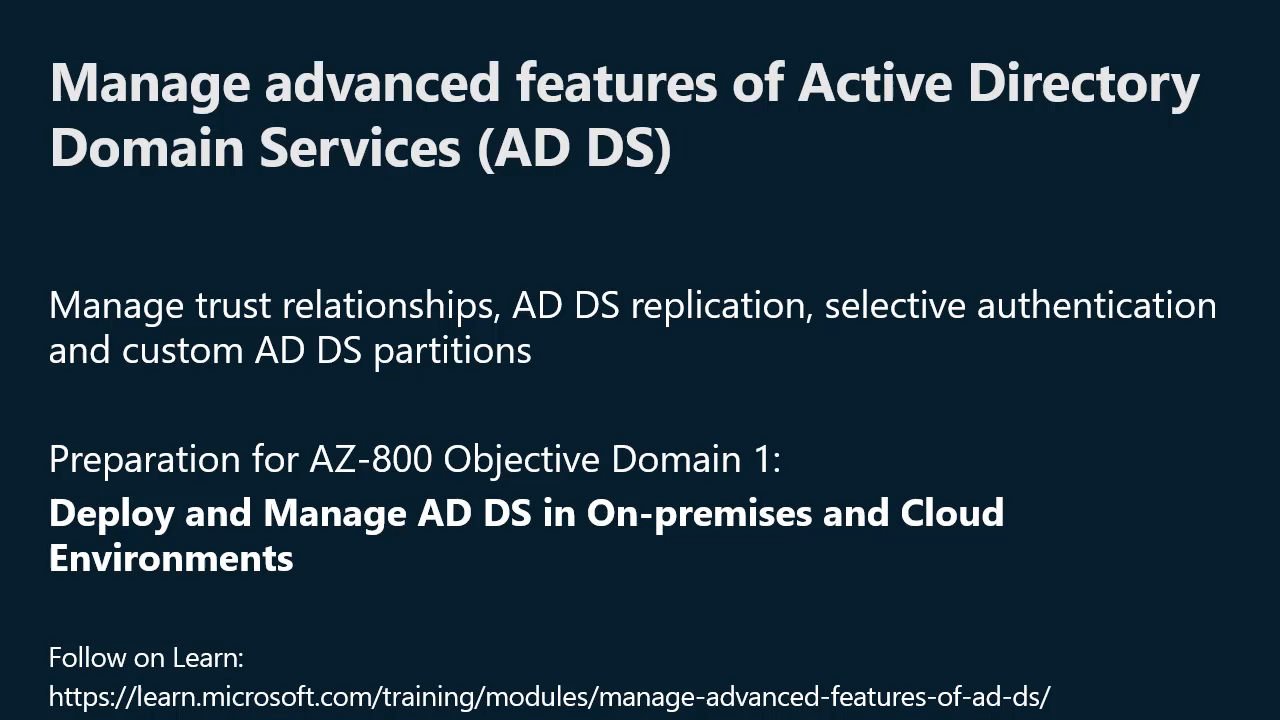 Manage advanced features of Active Directory
Domain Services (AD DS)
Manage trust relationships, AD DS replication, selective authentication
and custom AD DS partitions
Preparation for AZ-800 Objective Domain 1:
Deploy and Manage AD DS in On-premises and Cloud
Environments
Follow on Learn:
https://learn.microsoft.com/training/modules/manage-advanced-features-of-ad-ds/